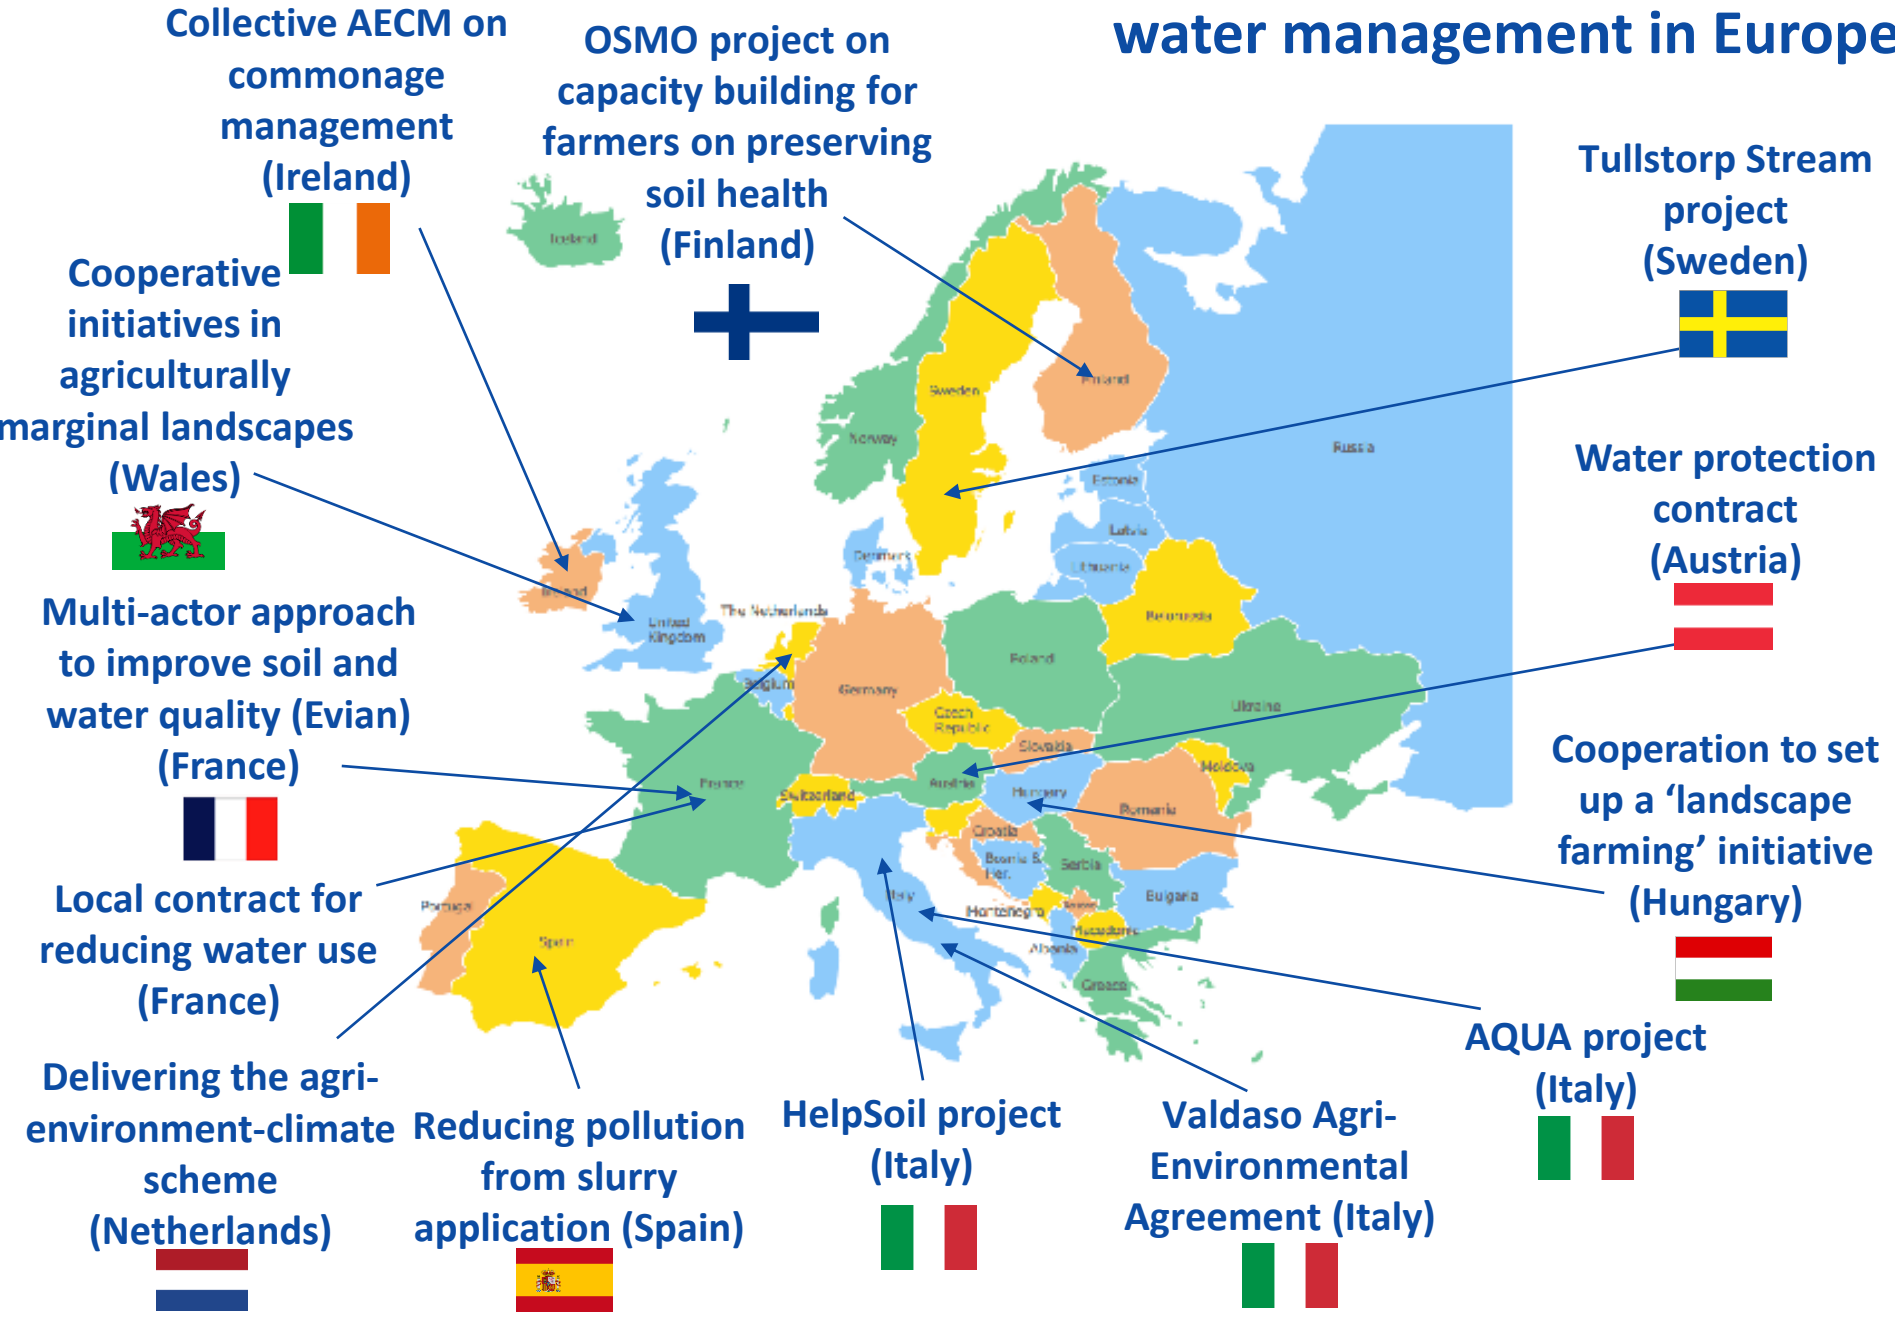 water management in Europe
Collective AECM on
commonage
management
(Ireland)
OSMO project on
capacity building for
farmers on preserving
soil health
(Finland)
Tullstorp Stream
project
(Sweden)
Cooperative
initiatives in
agriculturally
marginal landscapes
(Wales)
Water protection
contract
(Austria)
Multi-actor approach
to improve soil and
water quality (Evian)
(France)
Cooperation to set
up a ‘landscape
farming’ initiative
(Hungary)
Local contract for
reducing water use
(France)
AQUA project
(Italy)
Delivering the agri-
environment-climate
scheme
(Netherlands)
Reducing pollution
from slurry
application (Spain)
HelpSoil project
(Italy)
Valdaso Agri-
Environmental
Agreement (Italy)
Iceland
Finland
Sweden
Norway
Russia
Estonia
Latvia
Denmark
Lithuania
Ireland
United
Kingdom
The Netherlands
Belorussia
Poland
Belgium
Germany
Ukraine
Czech
Republic
Slovakia
Moldova
France
Switzerland
Austria
Hungary
Romania
Croatia
Bosnia &
Her.
Serbia
Italy
Bulgaria
Portugal
Montenegro
Macedonia
Spain
Albania
Greece